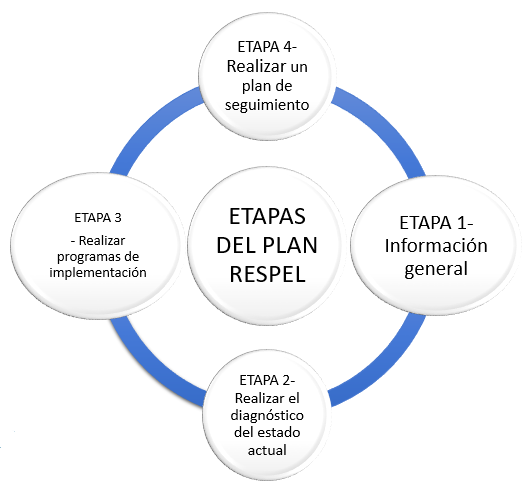 ETAPA 4-
Realizar un
plan de
seguimiento
ETAPAS
DEL PLAN
RESPEL
ETAPA 1-
Información
general
ETAPA 2-
Realizar el
diagnóstico
del estado
actual
ETAPA 3
- Realizar
programas de
implementación